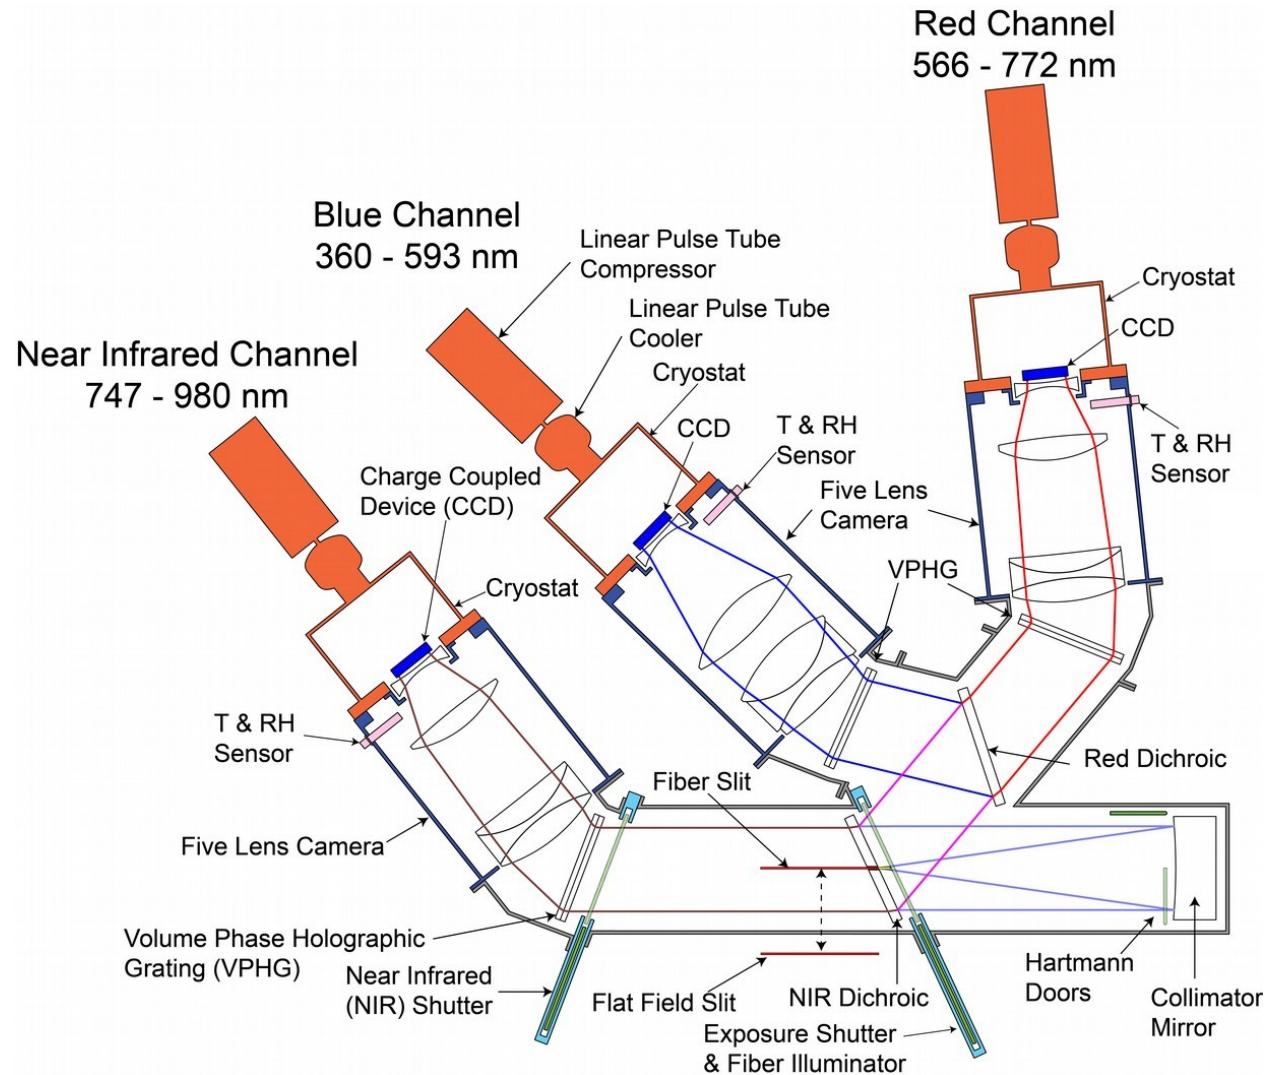 Red Channel
566 - 772 nm
Blue Channel
360 - 593 nm
Linear Pulse Tube
Compressor
Cryostat
Linear Pulse Tube
Cooler
CCD
Near Infrared Channel
747 - 980 nm
Cryostat
CCD
T & RH
Sensor
T & RH
Sensor
Charge Coupled
Device (CCD)
Five Lens
Camera
VPHG
Cryostat
T & RH
Sensor
Red Dichroic
Fiber Slit
Five Lens Camera
Volume Phase Holographic
Grating (VPHG)
Near Infrared
(NIR) Shutter
Flat Field Slit
NIR Dichroic
Hartmann
Doors
Collimator
Mirror
Exposure Shutter
& Fiber Illuminator